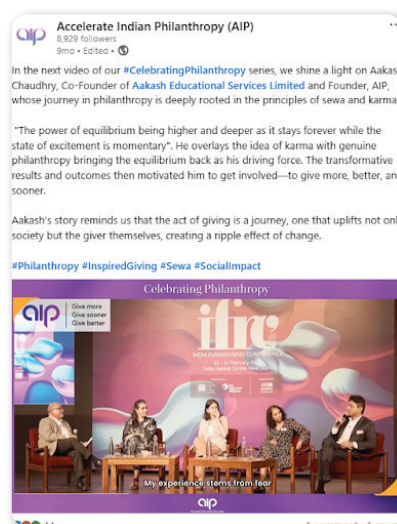 aip
Accelerate Indian Philanthropy (AIP)
8,929 followers
9mo • Edited •
In the next video of our #CelebratingPhilanthropy series, we shine a light on Aakas
Chaudhry, Co-Founder of Aakash Educational Services Limited and Founder, AIP,
whose journey in philanthropy is deeply rooted in the principles of sewa and karma
"The power of equilibrium being higher and deeper as it stays forever while the
state of excitement is momentary". He overlays the idea of karma with genuine
philanthropy bringing the equilibrium back as his driving force. The transformative
results and outcomes then motivated him to get involved—to give more, better, an
sooner.
Aakash's story reminds us that the act of giving is a journey, one that uplifts not onl
society but the giver themselves, creating a ripple effect of change.
#Philanthropy #InspiredGiving #Sewa #SocialImpact
Celebrating Philanthropy
aip
Give more
Give sooner
Give better
ifrc
INDIA FUNDRAISING CONFERENCE
My experience stems from fear
aip